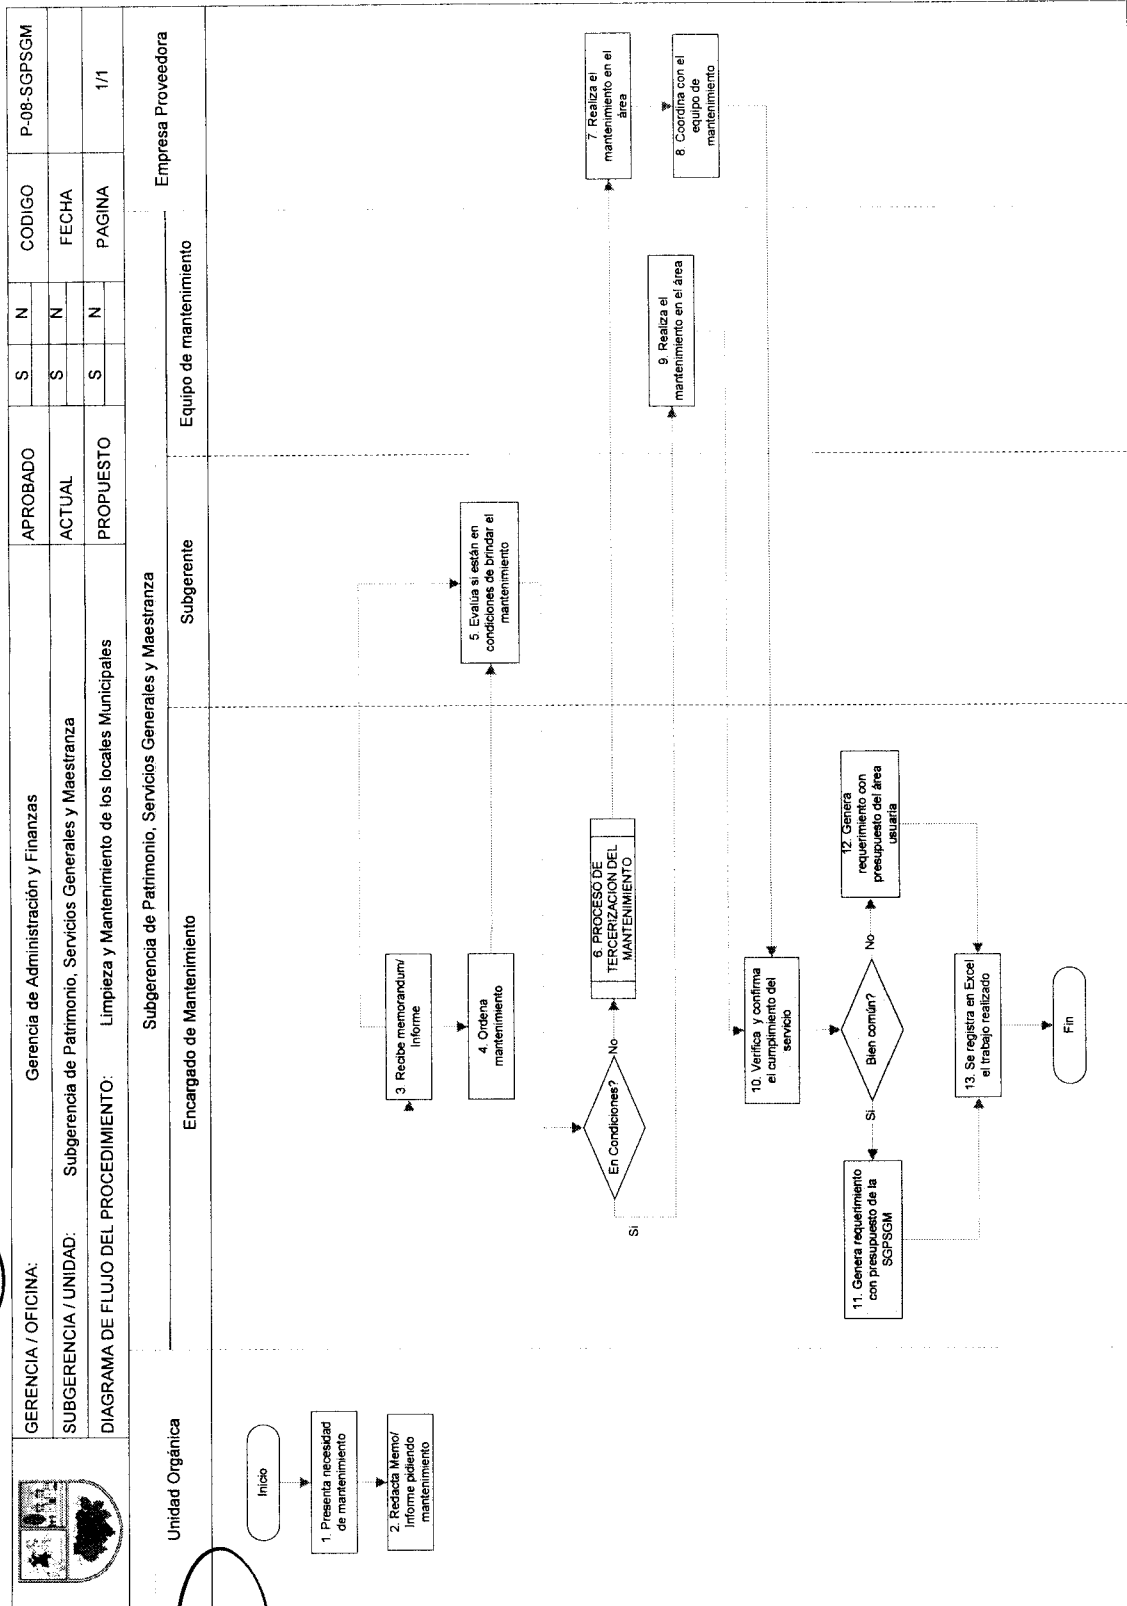 GERENCIA / OFICINA: Gerencia de Administración y Finanzas APROBADO S N CODIGO P-08-SGPSGM
SUBGERENCIA / UNIDAD: Subgerencia de Patrimonio, Servicios Generales y Maestranza ACTUAL S N FECHA
DIAGRAMA DE FLUJO DEL PROCEDIMIENTO: Limpieza y Mantenimiento de los locales Municipales PROPUESTO S N PAGINA 1/1
Subgerencia de Patrimonio, Servicios Generales y Maestranza
Unidad Orgánica
Encargado de Mantenimiento
Subgerente
Equipo de mantenimiento
Empresa Proveedora
Inicio
1. Presenta necesidad
de mantenimiento
2. Redacta Memo/
Informe pidiendo
mantenimiento
3. Recibe memorandum/
Informe
4. Ordena
mantenimiento
5. Evalúa si están en
condiciones de brindar el
mantenimiento
En Condiciones?
No
Si
6. PROCESO DE
TERCERIZACION DEL
MANTENIMIENTO
7. Realiza el
mantenimiento en el
área
8. Coordina con el
equipo de
mantenimiento
9. Realiza el
mantenimiento en el área
10. Verifica y confirma
el cumplimiento del
servicio
Bien común?
Si
No
11. Genera requerimiento
con presupuesto de la
SGPSGM
12. Genera
requerimiento con
presupuesto del área
usuaria
13. Se registra en Excel
el trabajo realizado
Fin